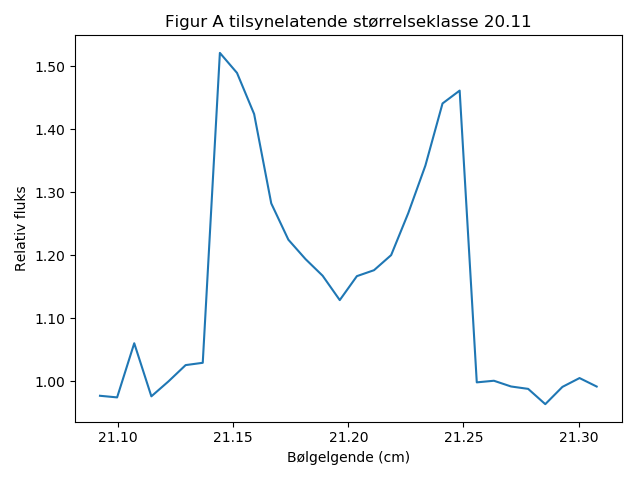 Figur A tilsynelatende størrelseklasse 20.11
1.50
1.40
1.30
1.20
1.10
1.00
Relativ fluks
21.10 21.15 21.20 21.25 21.30
Bølgelgende (cm)